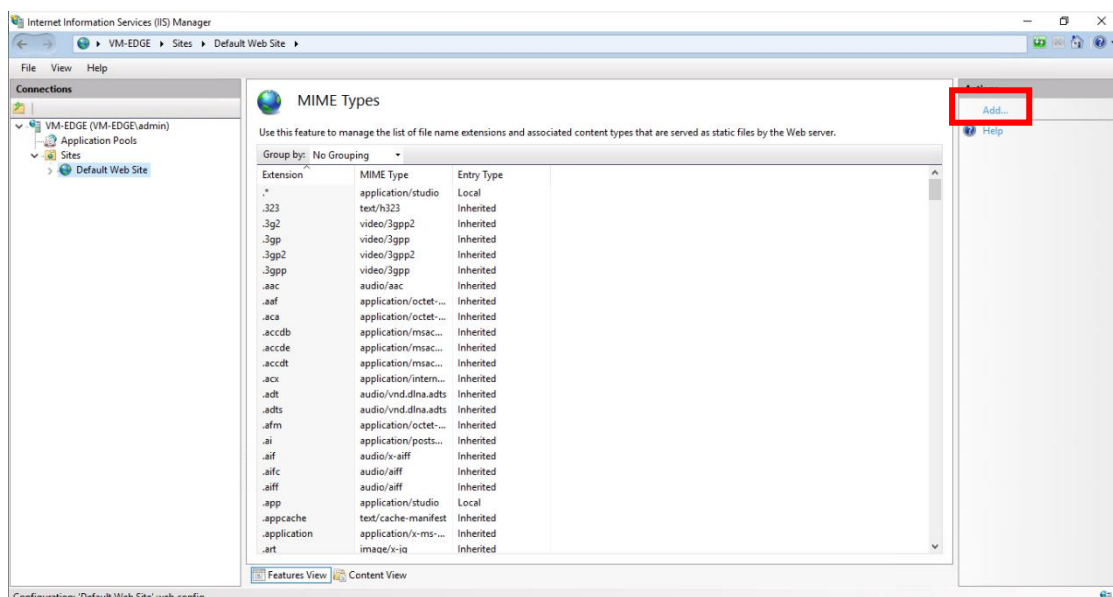 Internet Information Services (IIS) Manager
VM-EDGE Sites Default Web Site
File View Help
Connections
VM-EDGE (VM-EDGE\admin)
Application Pools
Sites
Default Web Site
MIME Types
Use this feature to manage the list of file name extensions and associated content types that are served as static files by the Web server.
Group by: No Grouping
Extension MIME Type Entry Type
.* application/studio Local
.323 text/h323 Inherited
.3g2 video/3gpp2 Inherited
.3gp video/3gpp Inherited
.3gp2 video/3gpp2 Inherited
.3gpp video/3gpp Inherited
.aac audio/aac Inherited
.aaf application/octet-... Inherited
.aca application/octet-... Inherited
.accdb application/msac... Inherited
.accde application/msac... Inherited
.accdt application/msac... Inherited
.acx application/intern... Inherited
.adt audio/vnd.dlna.adts Inherited
.adts audio/vnd.dlna.adts Inherited
.afm application/octet-... Inherited
.ai application/posts... Inherited
.aif audio/x-aiff Inherited
.aifc audio/aiff Inherited
.aiff audio/aiff Inherited
.app application/studio Local
.appcache text/cache-manifest Inherited
.application application/x-ms-... Inherited
.art image/x-jg Inherited
Features View Content View
Add...
Help
Configuration: 'Default Web Site' web.config